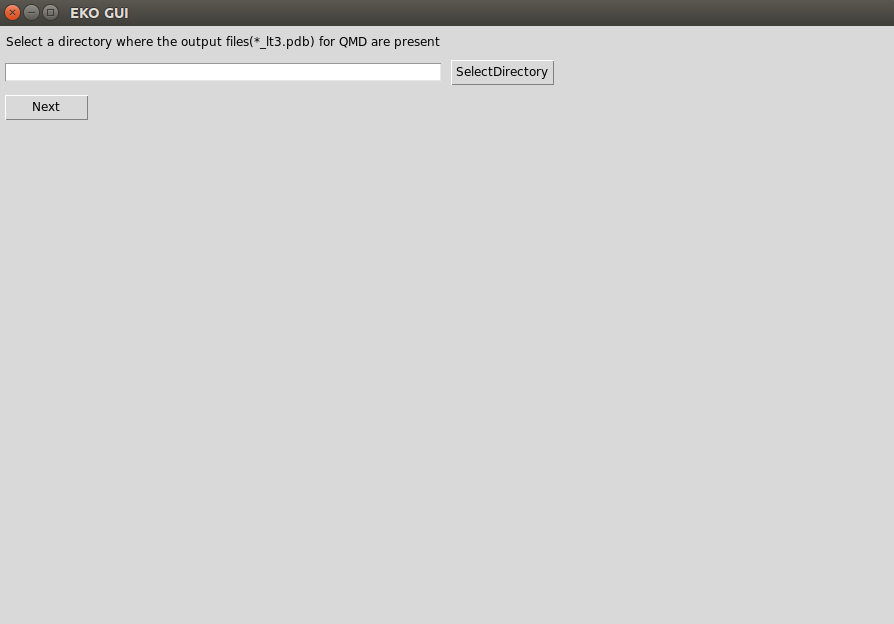 EKO GUI
Select a directory where the output files(*_lt3.pdb) for QMD are present
SelectDirectory
Next